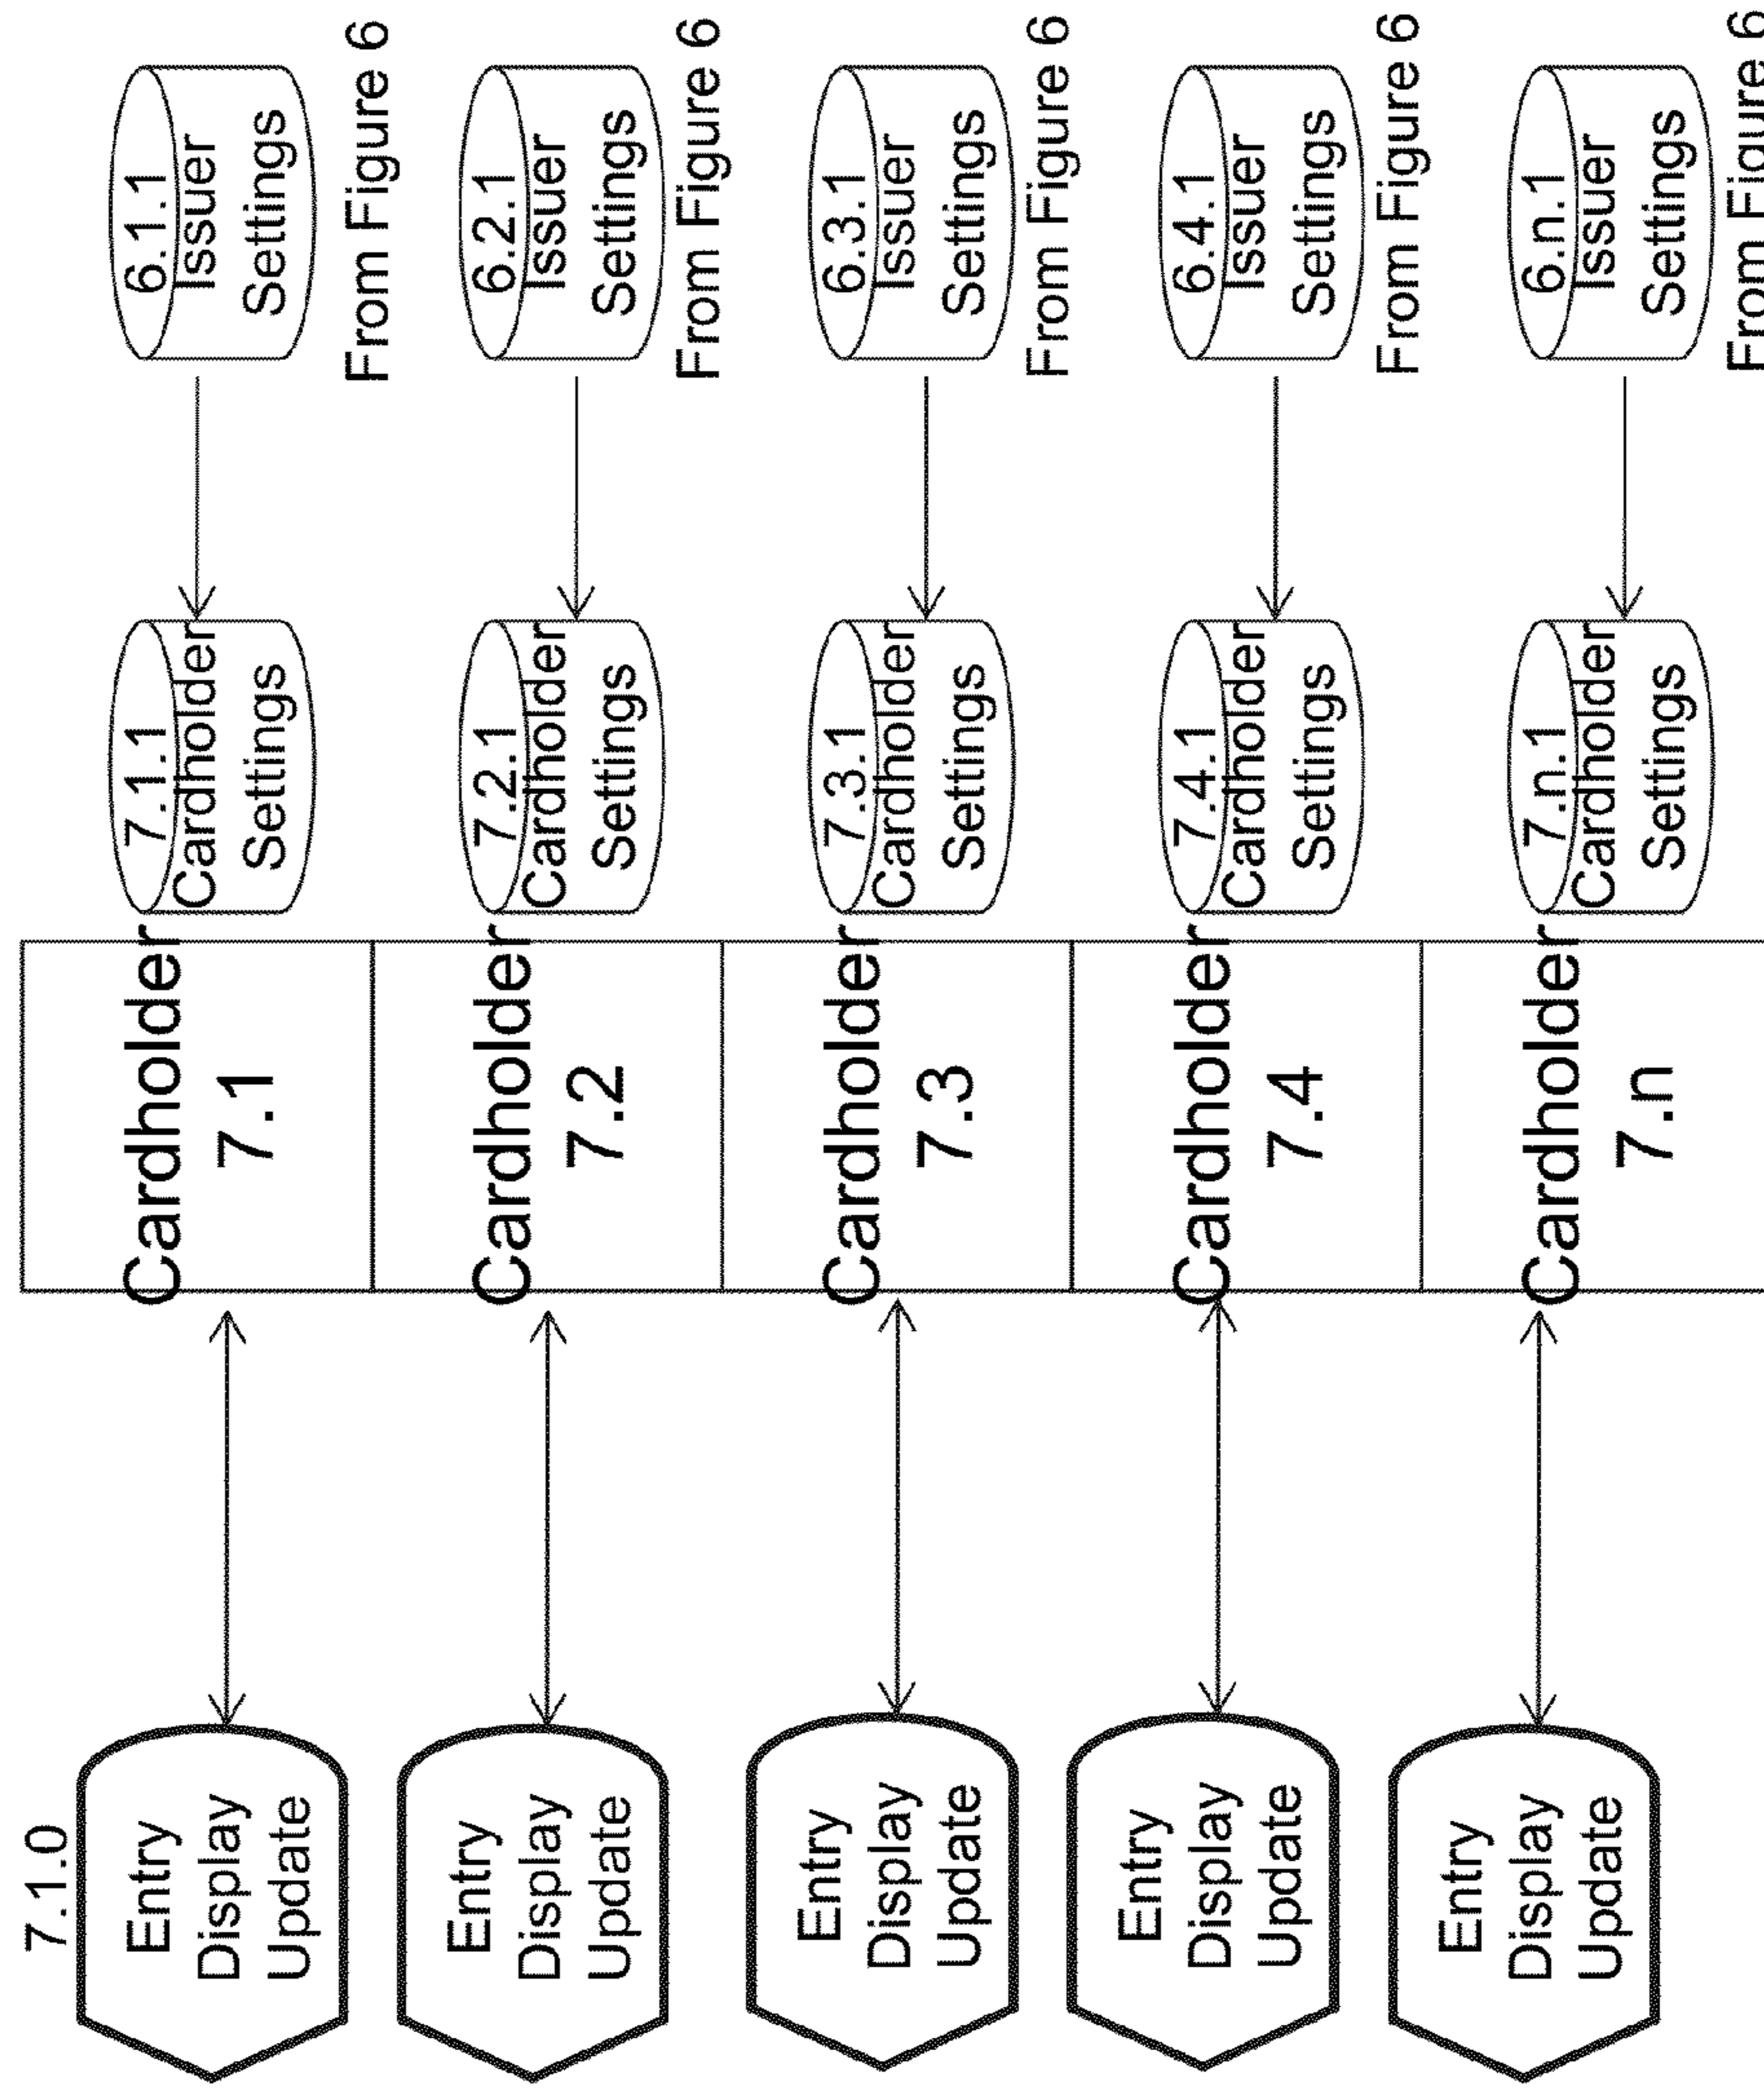 7.1.0
Entry
Display
Update
Cardholder
7.1
7.1.1
Cardholder
Settings
6.1.1
Issuer
Settings
From Figure 6
Entry
Display
Update
Cardholder
7.2
7.2.1
Cardholder
Settings
6.2.1
Issuer
Settings
From Figure 6
Entry
Display
Update
Cardholder
7.3
7.3.1
Cardholder
Settings
6.3.1
Issuer
Settings
From Figure 6
Entry
Display
Update
Cardholder
7.4
7.4.1
Cardholder
Settings
6.4.1
Issuer
Settings
From Figure 6
Entry
Display
Update
Cardholder
7.n
7.n.1
Cardholder
Settings
6.n.1
Issuer
Settings
From Figure 6